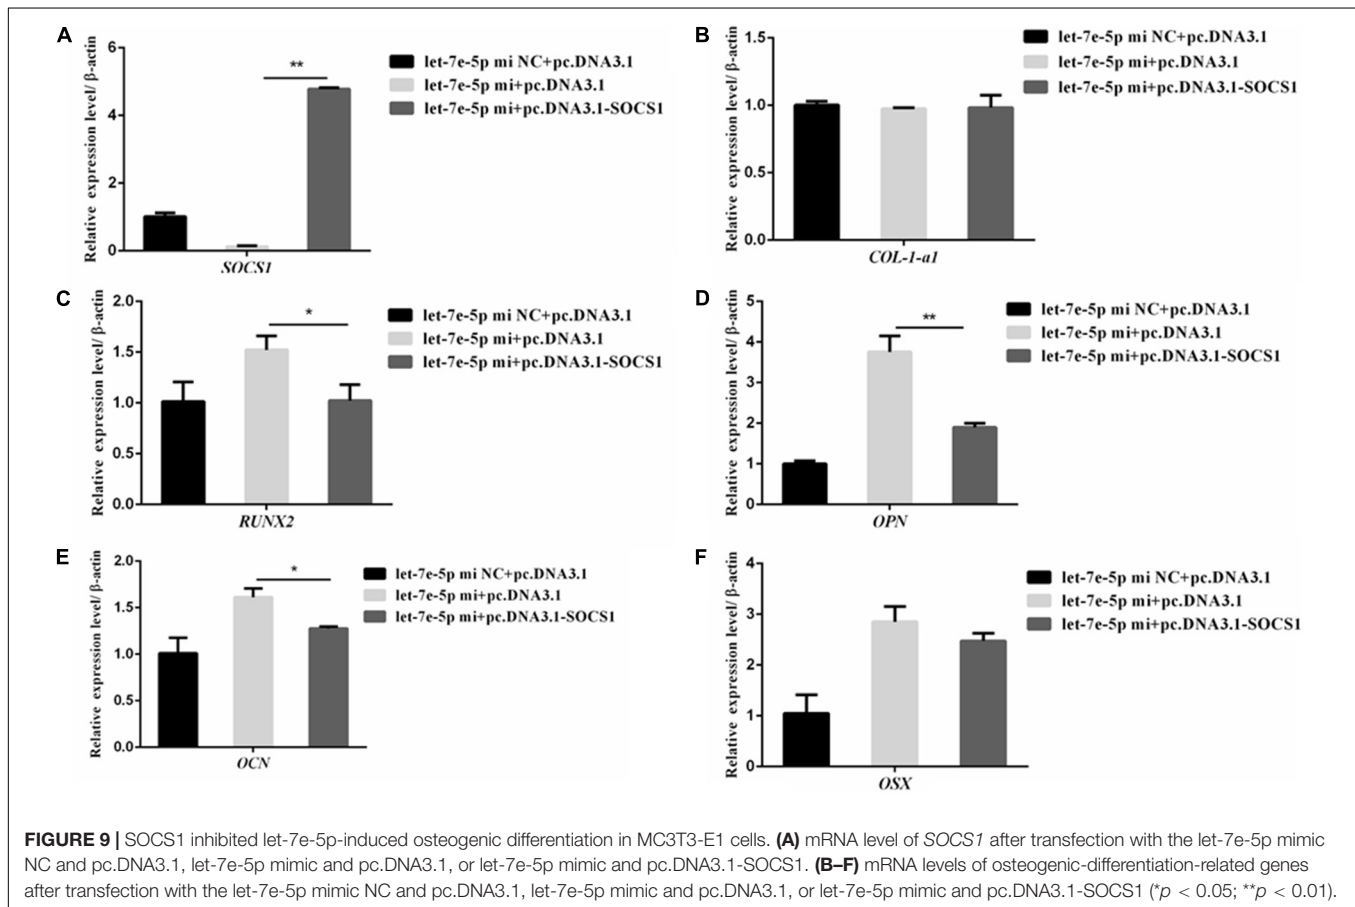 A
Relative expression level/ β-actin
6
4
2
0
**
SOCS1
let-7e-5p mi NC+pc.DNA3.1
let-7e-5p mi+pc.DNA3.1
let-7e-5p mi+pc.DNA3.1-SOCS1
B
Relative expression level/ β-actin
1.5
1.0
0.5
0.0
COL-1-a1
let-7e-5p mi NC+pc.DNA3.1
let-7e-5p mi+pc.DNA3.1
let-7e-5p mi+pc.DNA3.1-SOCS1
C
Relative expression level/ β-actin
2.0
1.5
1.0
0.5
0.0
*
RUNX2
let-7e-5p mi NC+pc.DNA3.1
let-7e-5p mi+pc.DNA3.1
let-7e-5p mi+pc.DNA3.1-SOCS1
D
Relative expression level/ β-actin
5
4
3
2
1
0
**
OPN
let-7e-5p mi NC+pc.DNA3.1
let-7e-5p mi+pc.DNA3.1
let-7e-5p mi+pc.DNA3.1-SOCS1
E
Relative expression level/ β-actin
2.0
1.5
1.0
0.5
0.0
*
OCN
let-7e-5p mi NC+pc.DNA3.1
let-7e-5p mi+pc.DNA3.1
let-7e-5p mi+pc.DNA3.1-SOCS1
F
Relative expression level/ β-actin
4
3
2
1
0
OSX
let-7e-5p mi NC+pc.DNA3.1
let-7e-5p mi+pc.DNA3.1
let-7e-5p mi+pc.DNA3.1-SOCS1
FIGURE 9 | SOCS1 inhibited let-7e-5p-induced osteogenic differentiation in MC3T3-E1 cells. (A) mRNA level of SOCS1 after transfection with the let-7e-5p mimic
NC and pc.DNA3.1, let-7e-5p mimic and pc.DNA3.1, or let-7e-5p mimic and pc.DNA3.1-SOCS1. (B–F) mRNA levels of osteogenic-differentiation-related genes
after transfection with the let-7e-5p mimic NC and pc.DNA3.1, let-7e-5p mimic and pc.DNA3.1, or let-7e-5p mimic and pc.DNA3.1-SOCS1 (*p < 0.05; **p < 0.01).